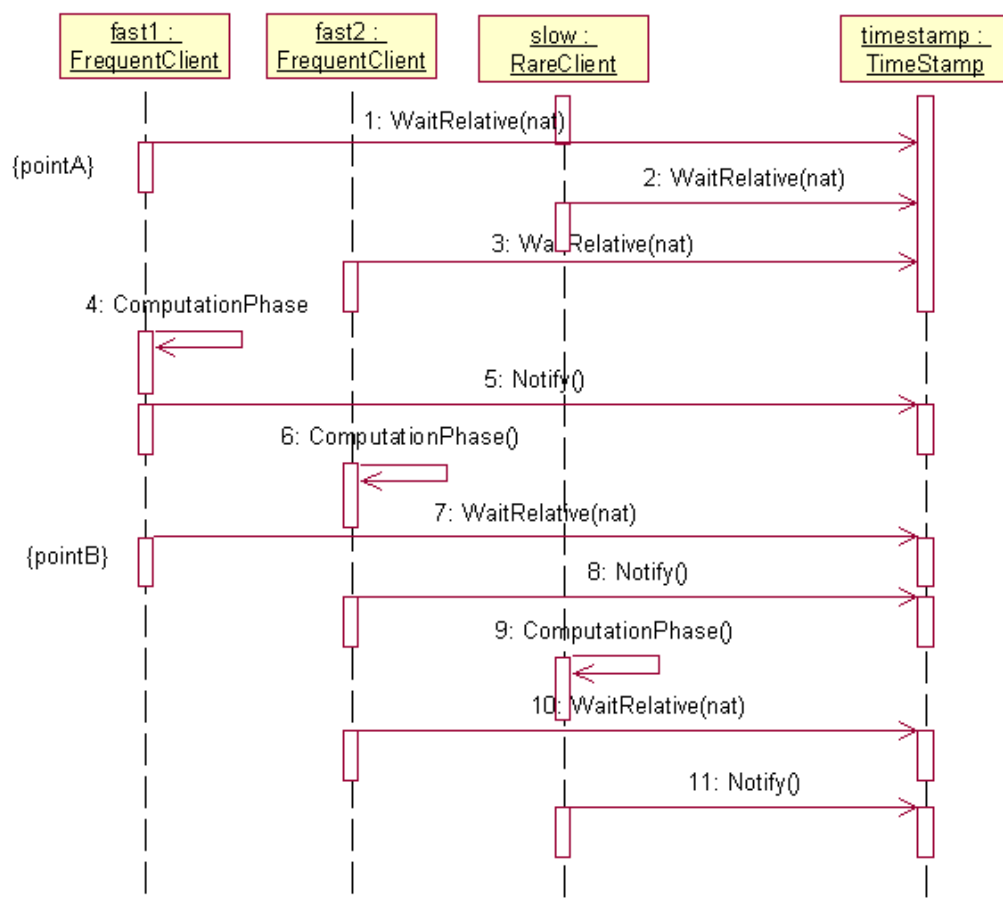 fast1 :
FrequentClient
fast2 :
FrequentClient
slow :
RareClient
timestamp :
TimeStamp
1: WaitRelative(nat)
{pointA}
2: WaitRelative(nat)
3: WaitRelative(nat)
4: ComputationPhase
5: Notify()
6: ComputationPhase()
7: WaitRelative(nat)
{pointB}
8: Notify()
9: ComputationPhase()
10: WaitRelative(nat)
11: Notify()